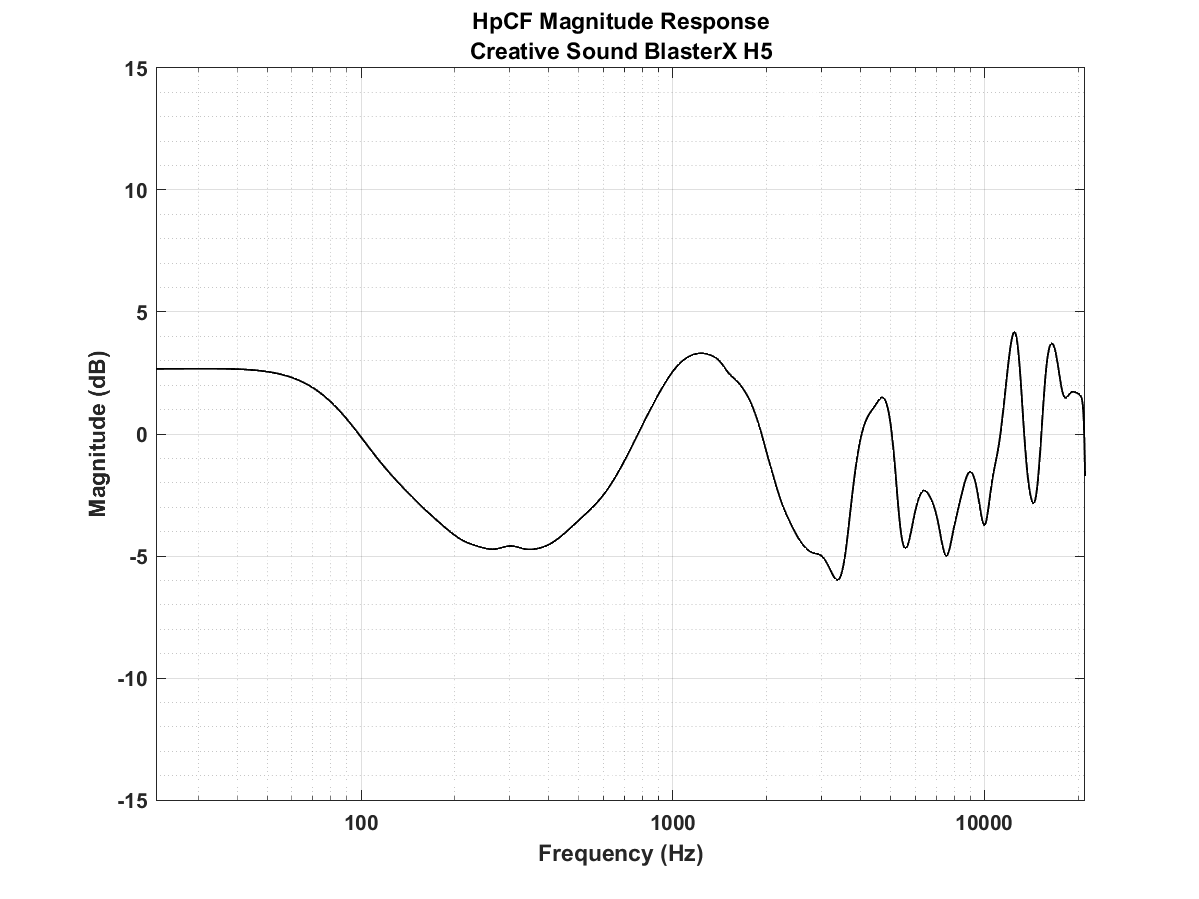 HpCF Magnitude Response
Creative Sound BlasterX H5
15
10
5
0
-5
-10
-15
Magnitude (dB)
100
1000
10000
Frequency (Hz)